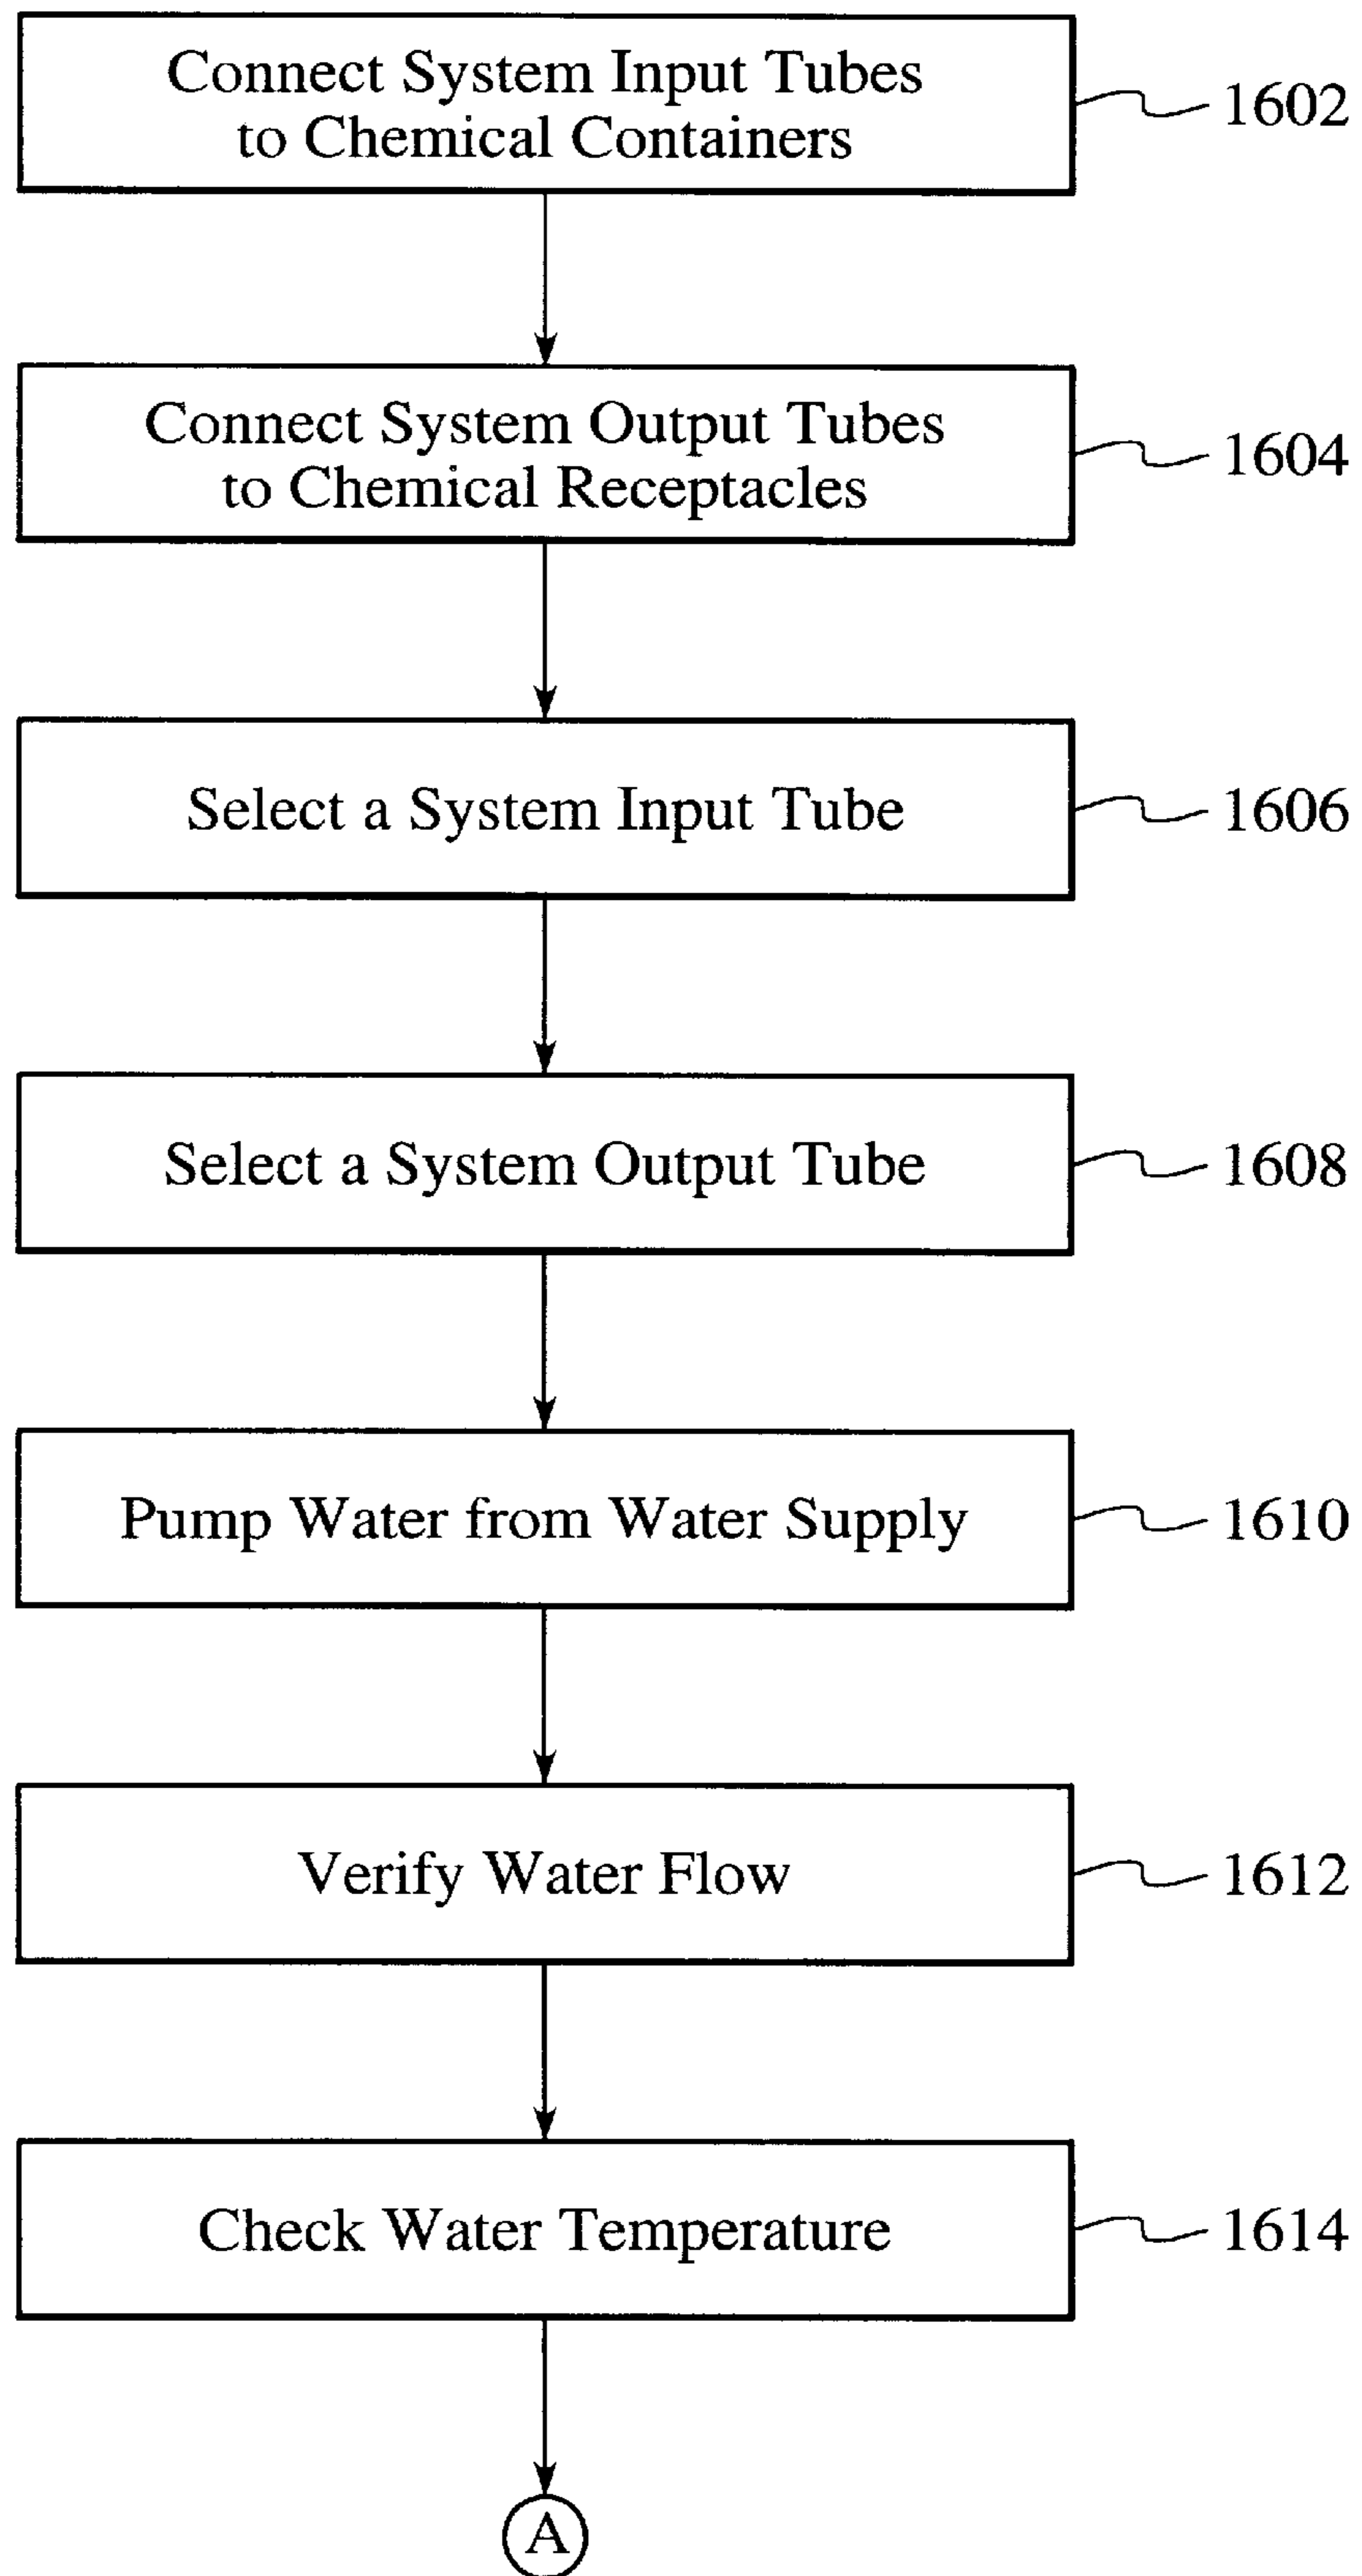 Connect System Input Tubes
to Chemical Containers
1602
Connect System Output Tubes
to Chemical Receptacles
1604
Select a System Input Tube
1606
Select a System Output Tube
1608
Pump Water from Water Supply
1610
Verify Water Flow
1612
Check Water Temperature
1614
A